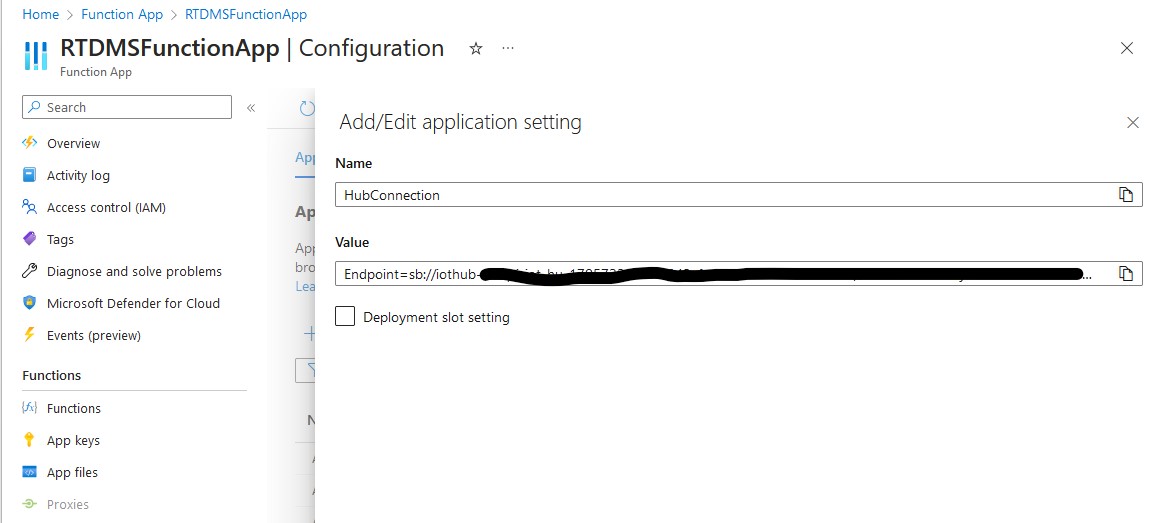 Home > Function App > RTDMSFunctionApp
RTDMSFunctionApp | Configuration
Function App
Search
Add/Edit application setting
Overview
Activity log
Access control (IAM)
Tags
Diagnose and solve problems
Microsoft Defender for Cloud
Events (preview)
Functions
Functions
App keys
App files
Proxies
App
Ap
App
bro
Lea
Name
HubConnection
Value
Endpoint=sb://iothub-
...
Deployment slot setting